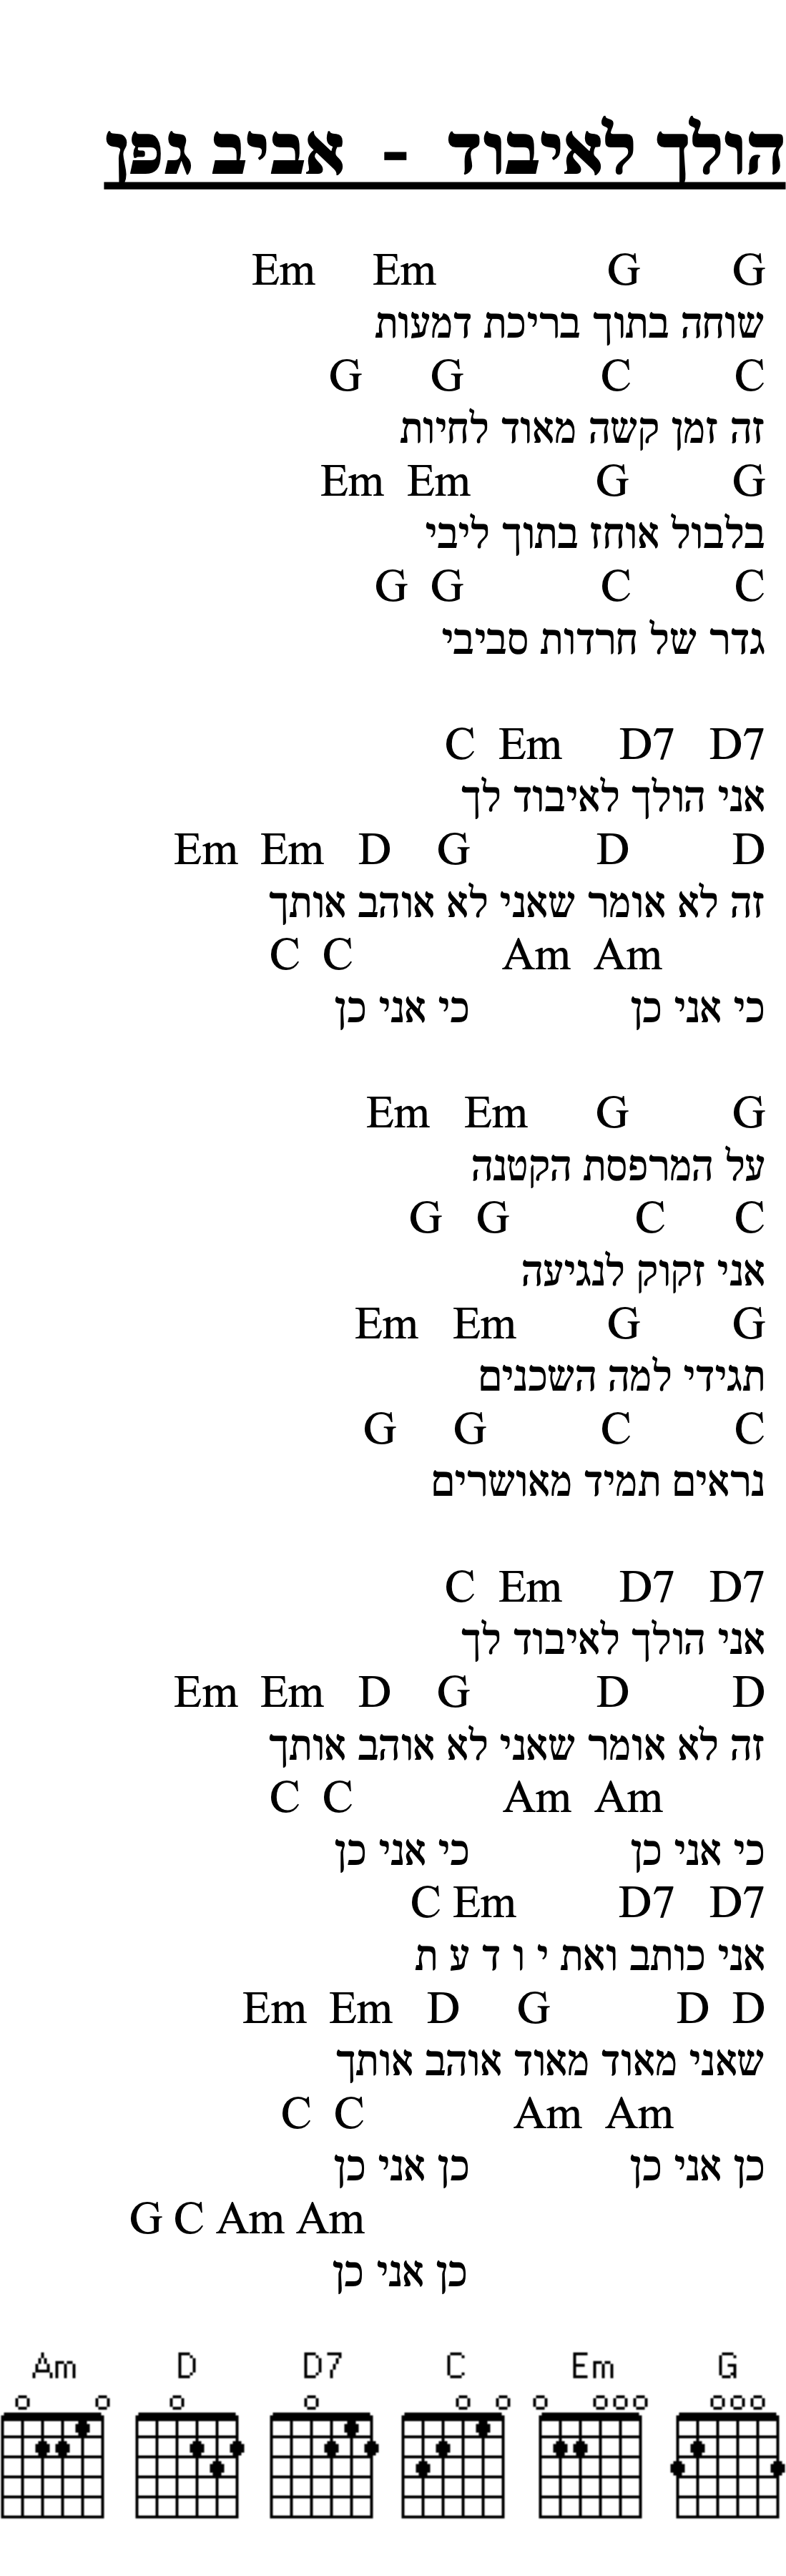 הולך לאיבוד - אביב גפן
Em Em G G
שוחה בתוך בריכת דמעות
G G C C
זה זמן קשה מאוד לחיות
Em Em G G
בלבול אוחז בתוך ליבי
G G C C
גדר של חרדות סביבי
C Em D7 D7
אני הולך לאיבוד לך
Em Em D G D D
זה לא אומר שאני לא אוהב אותך
C C Am Am
כי אני כן כי אני כן
Em Em G G
על המרפסת הקטנה
G G C C
אני זקוק לנגיעה
Em Em G G
תגידי למה השכנים
G G C C
נראים תמיד מאושרים
C Em D7 D7
אני הולך לאיבוד לך
Em Em D G D D
זה לא אומר שאני לא אוהב אותך
C C Am Am
כי אני כן כי אני כן
C Em D7 D7
אני כותב ואת י ו ד ע ת
Em Em D G D D
שאני מאוד מאוד אוהב אותך
C C Am Am
כן אני כן כן אני כן
G C Am Am
כן אני כן
Am D D7 C Em G